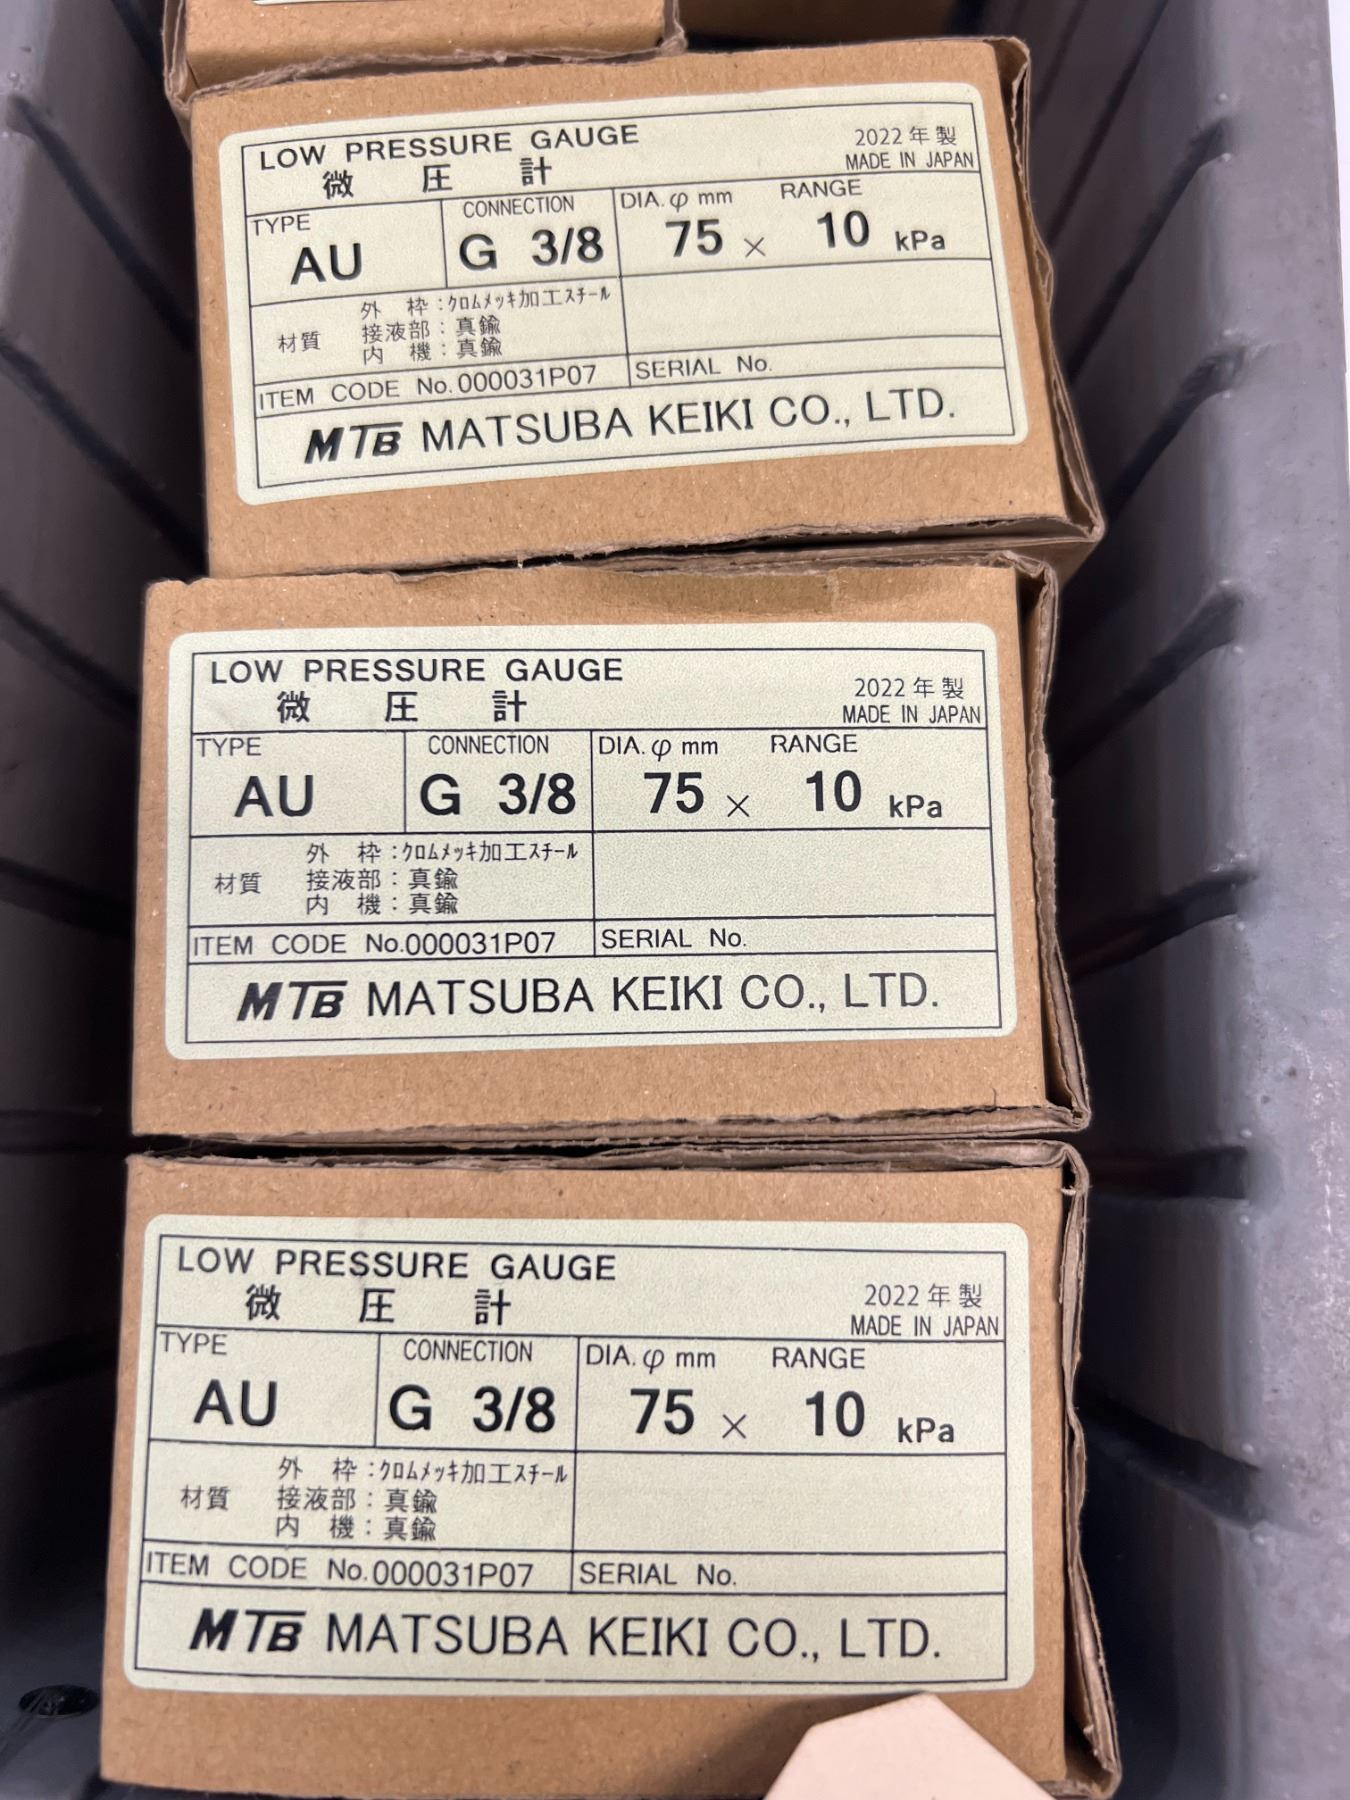 LOW PRESSURE GAUGE
微 圧 計
2022年製
MADE IN JAPAN
TYPE
AU
CONNECTION
G 3/8
DIA. φ mm
75 ×
RANGE
10 kPa
材質
外 枠:クロムメッキ加工スチール
接液部:真鍮
内 機:真鍮
ITEM CODE No.000031P07
SERIAL No.
MTB MATSUBA KEIKI CO., LTD.
LOW PRESSURE GAUGE
微 圧 計
2022年製
MADE IN JAPAN
TYPE
AU
CONNECTION
G 3/8
DIA. φ mm
75 ×
RANGE
10 kPa
材質
外 枠:クロムメッキ加工スチール
接液部:真鍮
内 機:真鍮
ITEM CODE No.000031P07
SERIAL No.
MTB MATSUBA KEIKI CO., LTD.
LOW PRESSURE GAUGE
微 圧 計
2022年製
MADE IN JAPAN
TYPE
AU
CONNECTION
G 3/8
DIA. φ mm
75 ×
RANGE
10 kPa
材質
外 枠:クロムメッキ加工スチール
接液部:真鍮
内 機:真鍮
ITEM CODE No.000031P07
SERIAL No.
MTB MATSUBA KEIKI CO., LTD.